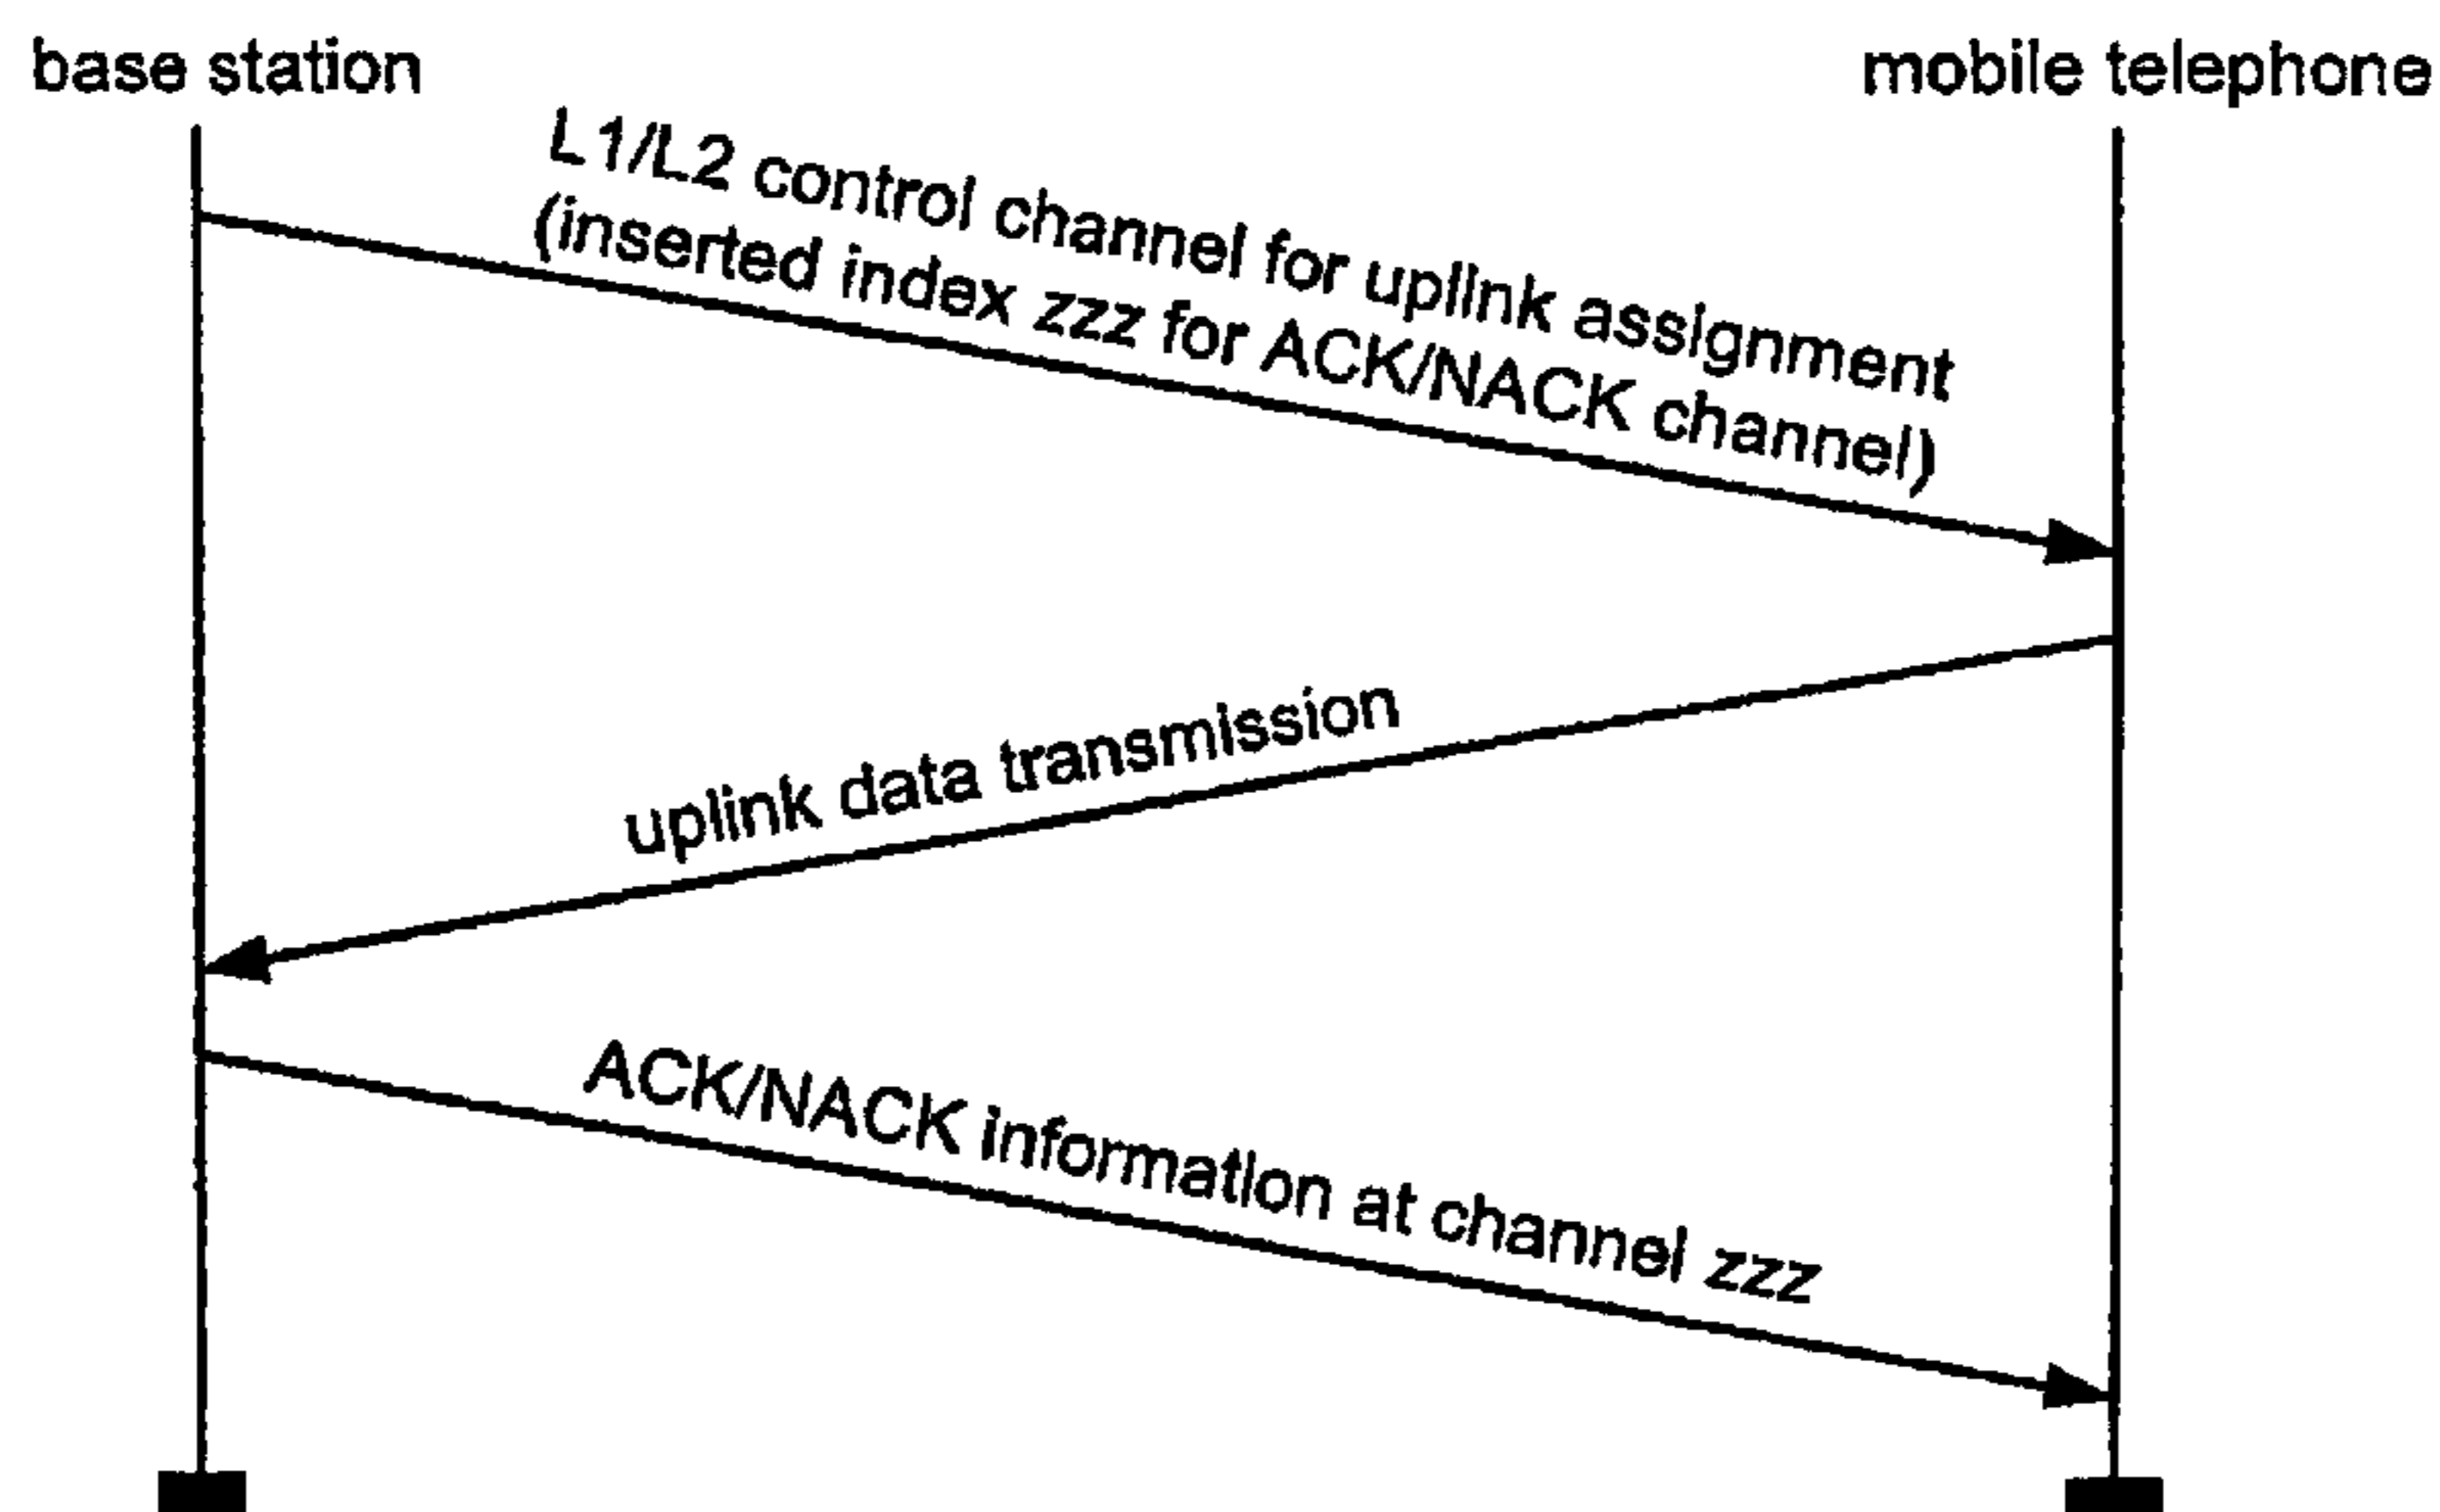 base station
mobile telephone
L1/L2 control channel for uplink assignment
(inserted index zzz for ACK/NACK channel)
uplink data transmission
ACK/NACK information at channel zzz